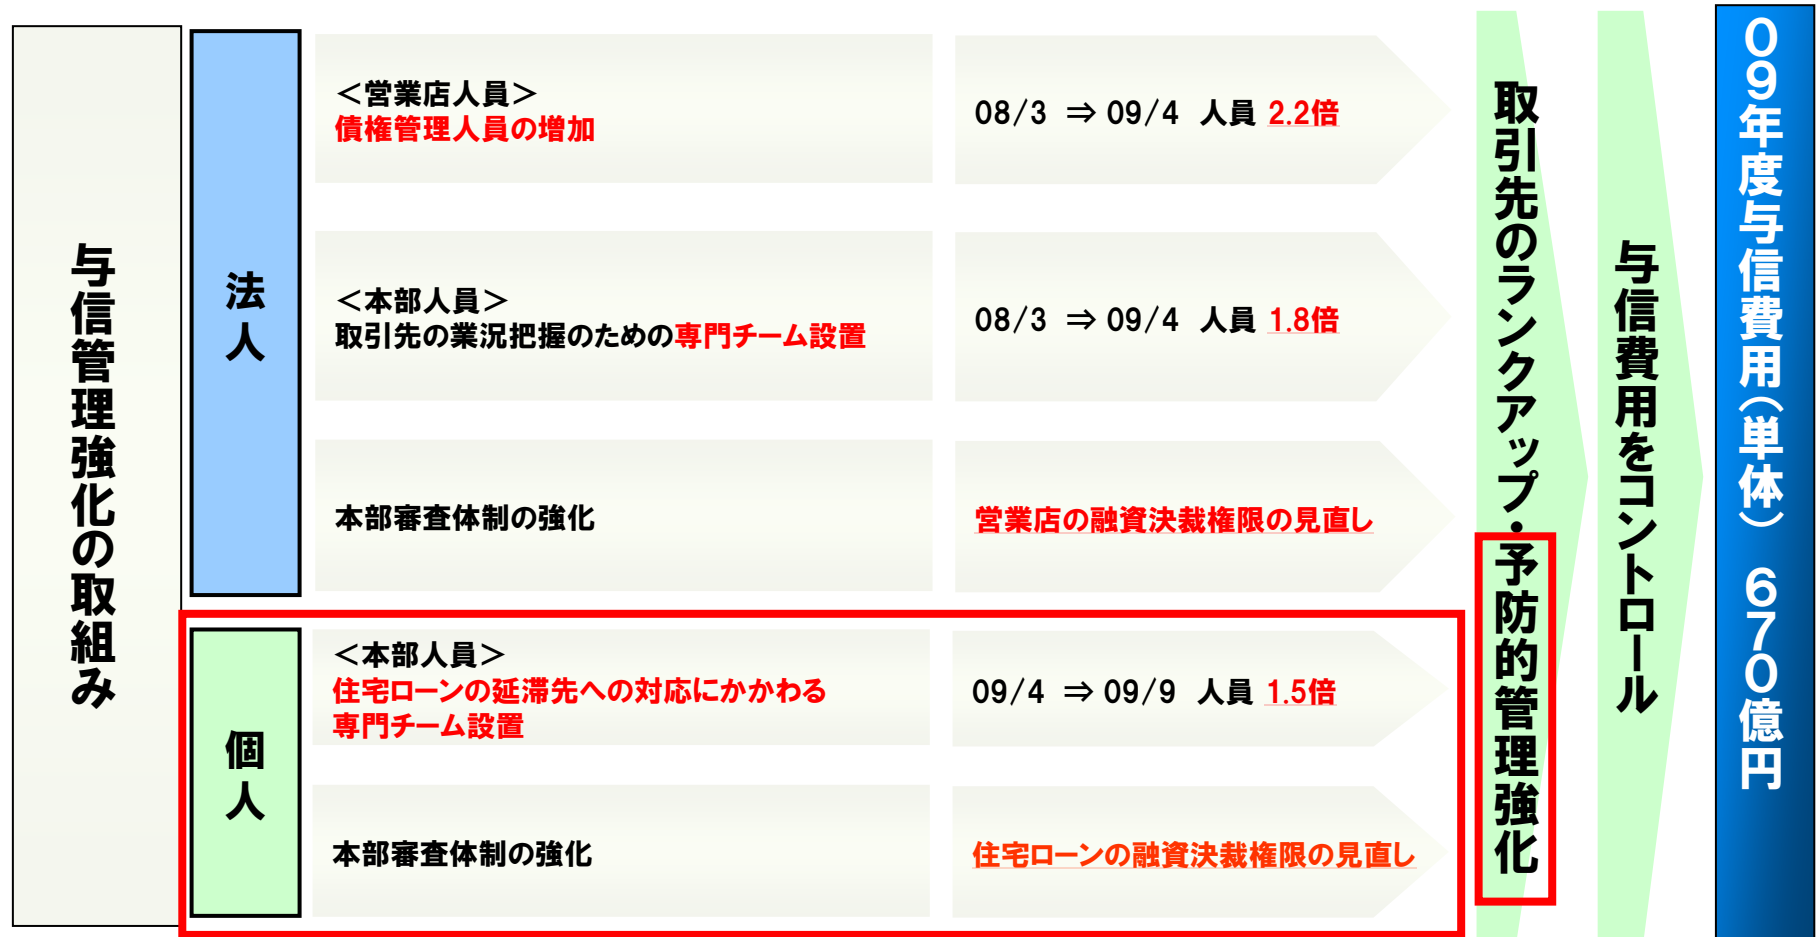 与信管理強化の取組み
法人
＜営業店人員＞
債権管理人員の増加
08/3 ⇒ 09/4 人員 2.2倍
＜本部人員＞
取引先の業況把握のための専門チーム設置
08/3 ⇒ 09/4 人員 1.8倍
本部審査体制の強化
営業店の融資決裁権限の見直し
個人
＜本部人員＞
住宅ローンの延滞先への対応にかかわる
専門チーム設置
09/4 ⇒ 09/9 人員 1.5倍
本部審査体制の強化
住宅ローンの融資決裁権限の見直し
取引先のランクアップ・予防的管理強化
与信費用をコントロール
０９年度与信費用（単体） ６７０億円